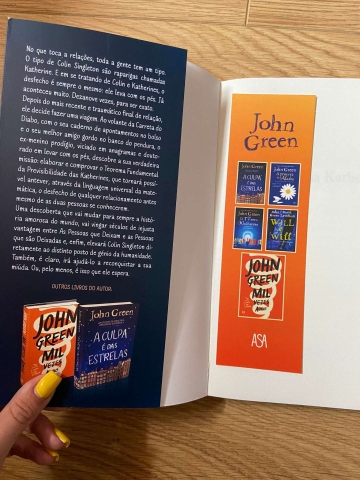 No que toca a relações, toda a gente tem um tipo.
O tipo de Colin Singleton são raparigas chamadas
Katherine. E em se tratando de Colin e Katherines, o
desfecho é sempre o mesmo: ele leva com os pés. Já
aconteceu muito. Dezanove vezes, para ser exato.
Depois do mais recente e traumático final de relação,
ele decide fazer uma viagem. Ao volante da Carreta do
Diabo, com o seu caderno de apontamentos no bolso
e o seu melhor amigo gordo no banco do pendura, o
ex-menino prodígio, viciado em anagramas e doutor
rado em levar com os pés, descobre a sua verdadeira
missão: elaborar e comprovar o Teorema Fundamental
da Previsibilidade das Katherines, que tornará possí-
vel antever, através da linguagem universal da mate-
mática, o desfecho de qualquer relacionamento antes
mesmo de as duas pessoas se conhecerem.
Uma descoberta que vai mudar para sempre a histó-
ria amorosa do mundo, vai vingar séculos de injusta
vantagem entre As Pessoas que Deixam e as Pessoas
que são Deixadas e, enfim, elevará Colin Singleton di-
retamente ao distinto posto de génio da humanidade.
Também, é claro, irá ajudá-lo a reconquistar a sua
miúda. Ou, pelo menos, é isso que ele espera.
OUTROS LIVROS DO AUTOR:
JOHN
GREEN
MIL
VEZES
ADEUS
John Green
A CULPA
É DAS
ESTRELAS
John
Green
John Green
A CULPA
É DAS
ESTRELAS
John Green
John Green
WILL
WILL
JOHN
GREEN
MIL
VEZES
ADEUS
ASA